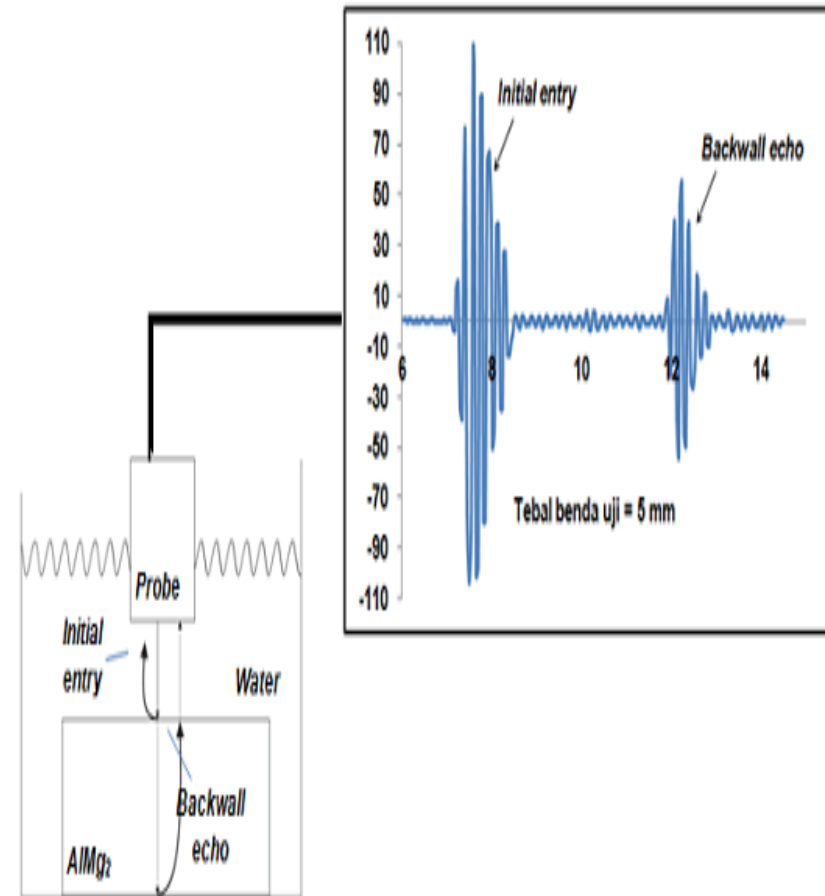 110
90
70
50
30
10
-10
-30
-50
-70
-90
-110
6
8
10
12
14
Initial entry
Backwall echo
Tebal benda uji = 5 mm
Probe
Initial
entry
Water
Backwall
echo
AlMg₂